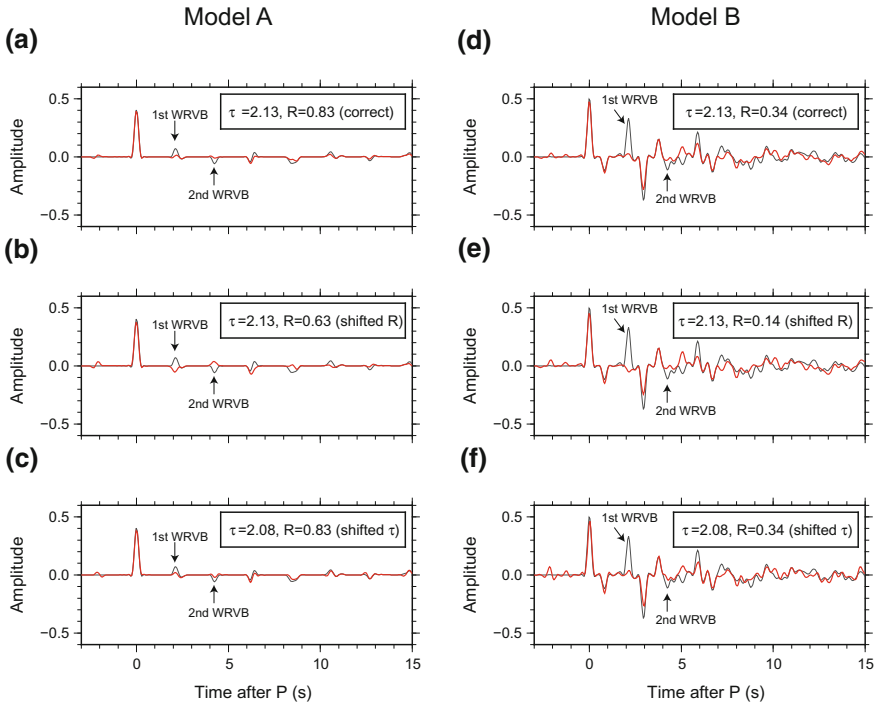 Model A
Model B
(a)
0.5
0.0
−0.5
Amplitude
1st WRVB
2nd WRVB
τ =2.13, R=0.83 (correct)
(d)
0.5
0.0
−0.5
Amplitude
1st WRVB
2nd WRVB
τ =2.13, R=0.34 (correct)
(b)
0.5
0.0
−0.5
Amplitude
1st WRVB
2nd WRVB
τ=2.13, R=0.63 (shifted R)
(e)
0.5
0.0
−0.5
Amplitude
1st WRVB
2nd WRVB
τ=2.13, R=0.14 (shifted R)
(c)
0.5
0.0
−0.5
Amplitude
1st WRVB
2nd WRVB
τ=2.08, R=0.83 (shifted τ)
0 5 10 15
Time after P (s)
(f)
0.5
0.0
−0.5
Amplitude
1st WRVB
2nd WRVB
τ=2.08, R=0.34 (shifted τ)
0 5 10 15
Time after P (s)